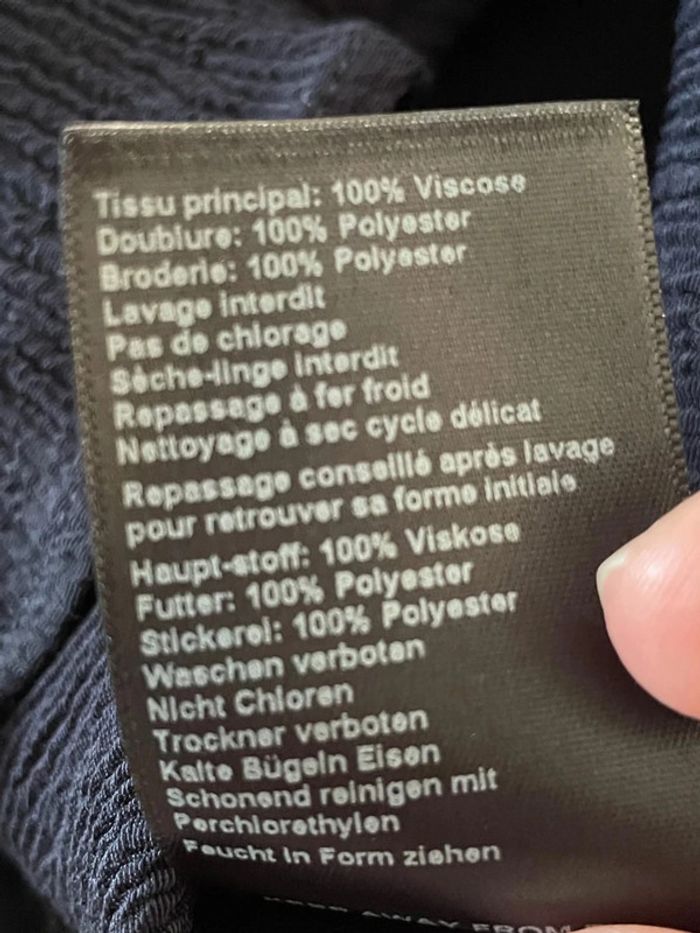 Tissu principal: 100% Viscose
Doublure: 100% Polyester
Broderie: 100% Polyester
Lavage interdit
Pas de chlorage
Sèche-linge interdit
Repassage à fer froid
Nettoyage à sec cycle délicat
Repassage conseillé après lavage
pour retrouver sa forme initiale
Haupt-stoff: 100% Viskose
Futter: 100% Polyester
Stickerei: 100% Polyester
Waschen verboten
Nicht Chloren
Trockner verboten
Kalte Bügeln Eisen
Schonend reinigen mit
Perchlorethylen
Feucht in Form ziehen
KEEP AWAY FROM